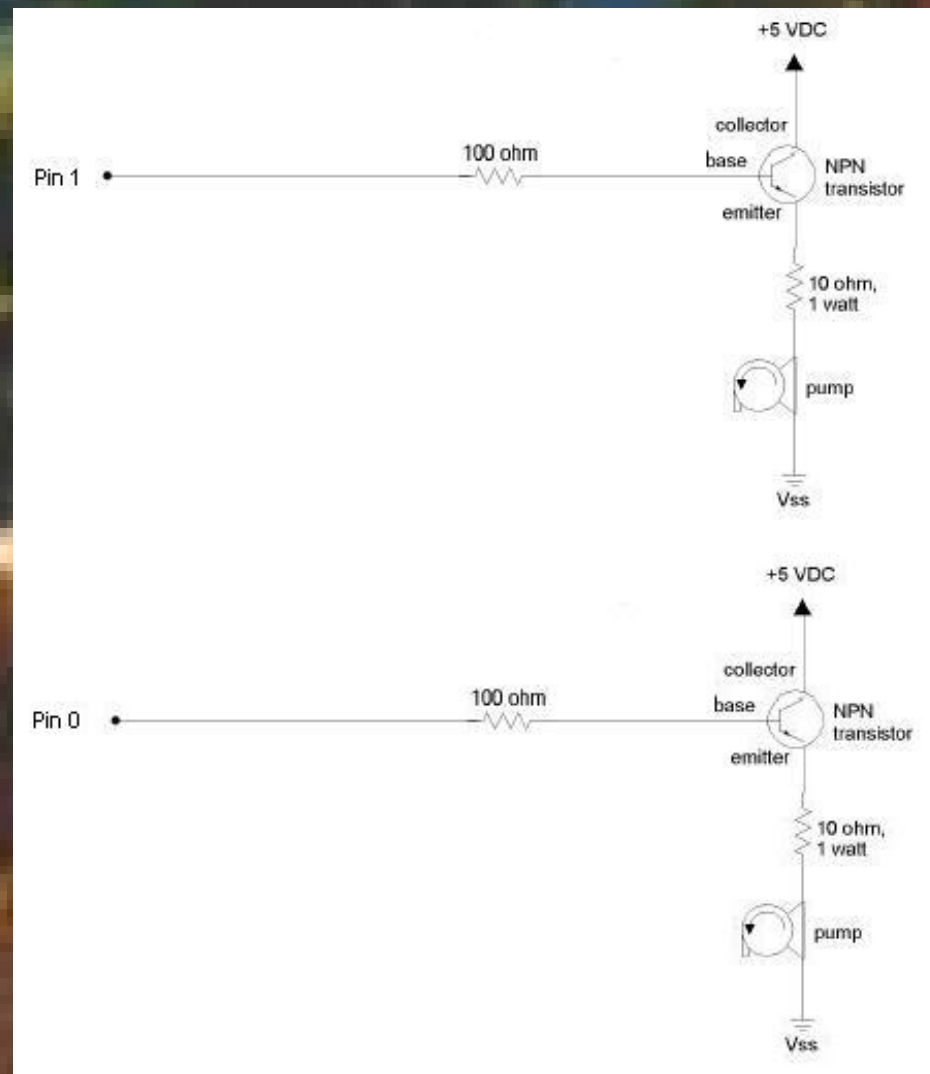 +5 VDC
collector
100 ohm
base
NPN
transistor
Pin 1
emitter
10 ohm,
1 watt
pump
Vss
+5 VDC
collector
100 ohm
base
NPN
transistor
Pin 0
emitter
10 ohm,
1 watt
pump
Vss